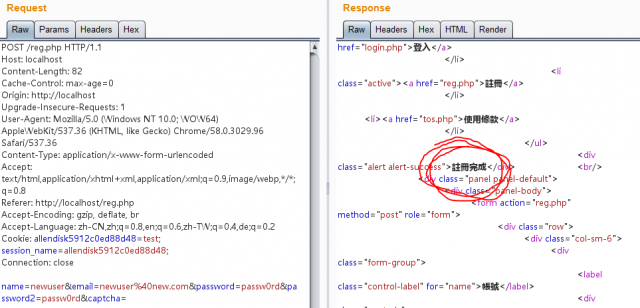 Request
Raw Params Headers Hex
POST /reg.php HTTP/1.1
Host: localhost
Content-Length: 82
Cache-Control: max-age=0
Origin: http://localhost
Upgrade-Insecure-Requests: 1
User-Agent: Mozilla/5.0 (Windows NT 10.0; WOW64)
AppleWebKit/537.36 (KHTML, like Gecko) Chrome/58.0.3029.96
Safari/537.36
Content-Type: application/x-www-form-urlencoded
Accept:
text/html,application/xhtml+xml,application/xml;q=0.9,image/webp,*/*;
q=0.8
Referer: http://localhost/reg.php
Accept-Encoding: gzip, deflate, br
Accept-Language: zh-CN,zh;q=0.8,en;q=0.6,zh-TW;q=0.4,de;q=0.2
Cookie: allendisk5912c0ed88d48=test;
session_name=allendisk5912c0ed88d48;
Connection: close
name=newuser&email=newuser%40new.com&password=passw0rd&pa
ssword2=passw0rd&captcha=
Response
Raw Headers Hex HTML Render
href="login.php">登入</a>
</li>
<li
class="active"><a href="reg.php">註冊</a>
</li>
<li><a href="tos.php">使用條款</a>
</li>
</ul>
<div
class="alert alert-success">註冊完成</div> <br/>
<div class="panel panel-default">
<div class="panel-body">
<form action="reg.php"
method="post" role="form">
<div class="row">
<div class="col-sm-6">
<div
class="form-group">
<label
class="control-label" for="name">帳號</label>